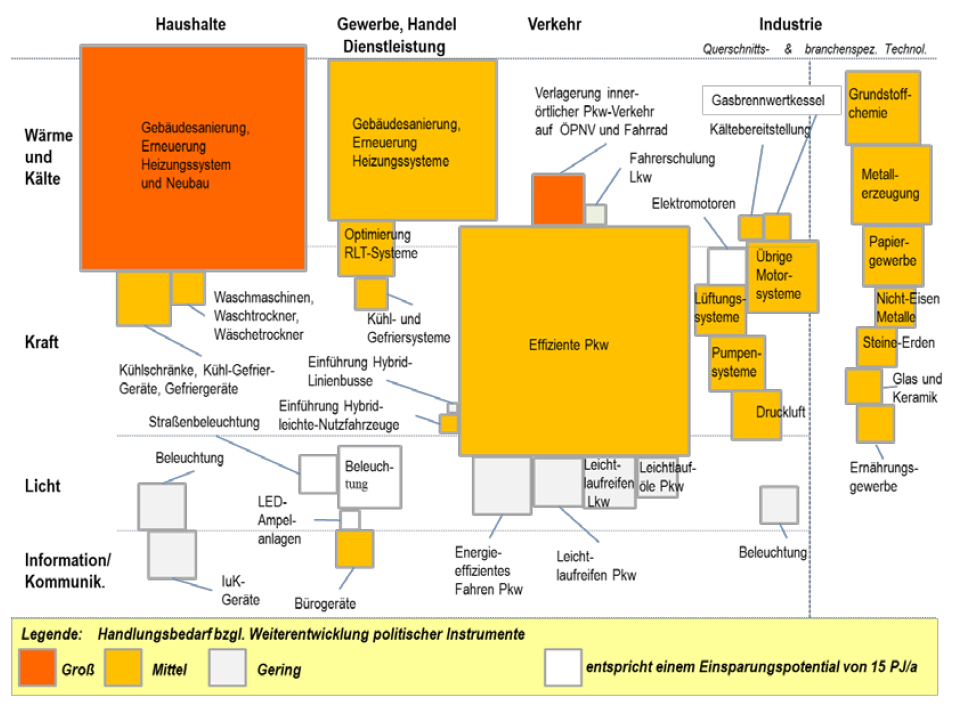 Haushalte
Gewerbe, Handel
Dienstleistung
Verkehr
Industrie
Querschnitts- & branchenspez. Technol.
Wärme
und
Kälte
Gebäudesanierung,
Erneuerung
Heizungssystem
und Neubau
Gebäudesanierung,
Erneuerung
Heizungssysteme
Verlagerung inner-
örtlicher Pkw-Verkehr
auf ÖPNV und Fahrrad
Fahrerschulung
Lkw
Gasbrennwertkessel
Kältebereitstellung
Elektromotoren
Grundstoff-
chemie
Metall-
erzeugung
Optimierung
RLT-Systeme
Übrige
Motor-
systeme
Papier-
gewerbe
Kraft
Waschmaschinen,
Waschtrockner,
Wäschetrockner
Kühl- und
Gefriersysteme
Effiziente Pkw
Lüftungs-
systeme
Nicht-Eisen
Metalle
Kühlschränke, Kühl-Gefrier-
Geräte, Gefriergeräte
Einführung Hybrid-
Linienbusse
Einführung Hybrid-
leichte-Nutzfahrzeuge
Pumpen-
systeme
Druckluft
Steine-Erden
Glas und
Keramik
Ernährungs-
gewerbe
Licht
Straßenbeleuchtung
Beleuchtung
Beleuch-
tung
LED-
Ampel-
anlagen
Leicht-
laufreifen
Lkw
Leichtlauf-
öle Pkw
Energie-
effizientes
Fahren Pkw
Leicht-
laufreifen Pkw
Beleuchtung
Information/
Kommunik.
IuK-
Geräte
Bürogeräte
Legende: Handlungsbedarf bzgl. Weiterentwicklung politischer Instrumente
Groß
Mittel
Gering
entspricht einem Einsparungspotential von 15 PJ/a